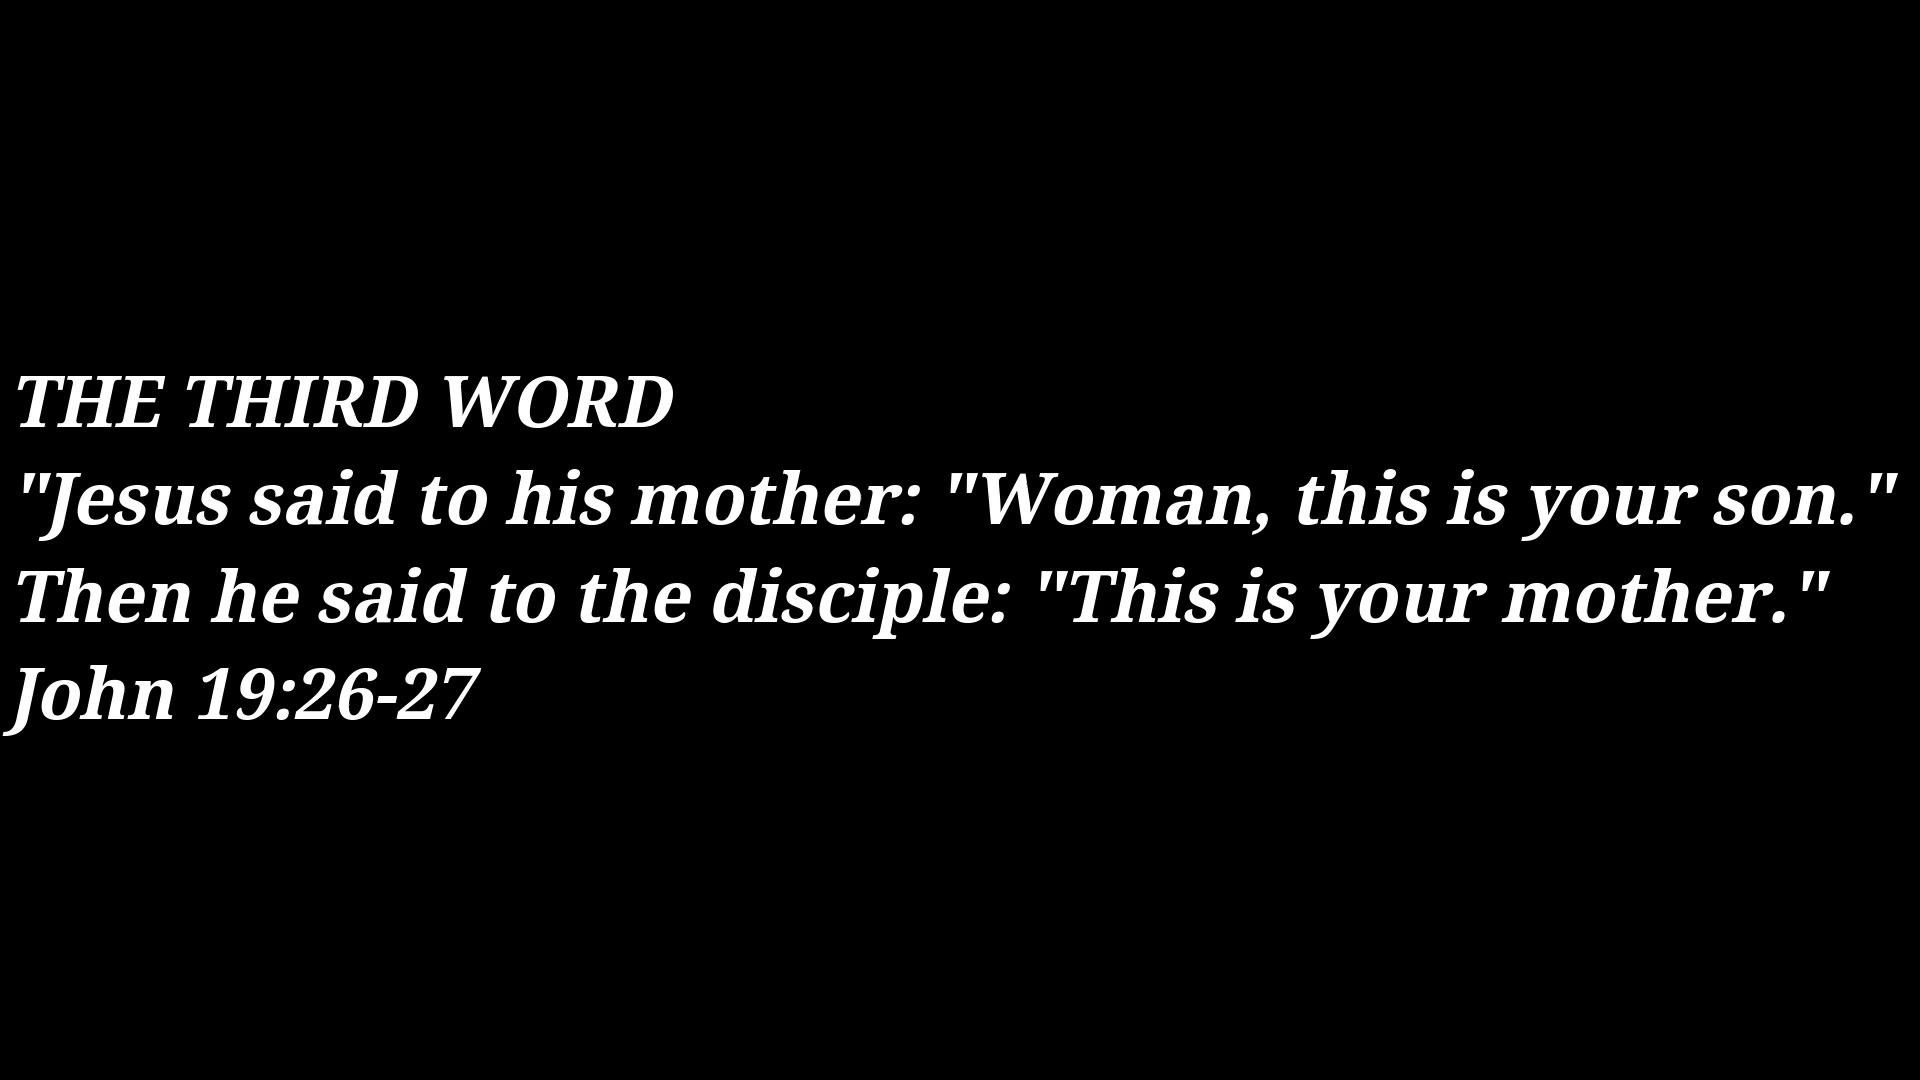 THE THIRD WORD
"Jesus said to his mother: "Woman, this is your son."
Then he said to the disciple: "This is your mother."
John 19:26-27